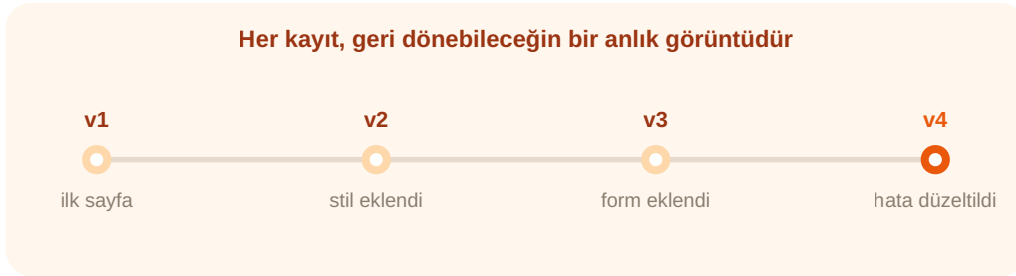 Her kayıt, geri dönebileceğin bir anlık görüntüdür
v1 v2 v3 v4
ilk sayfa stil eklendi form eklendi hata düzeltildi